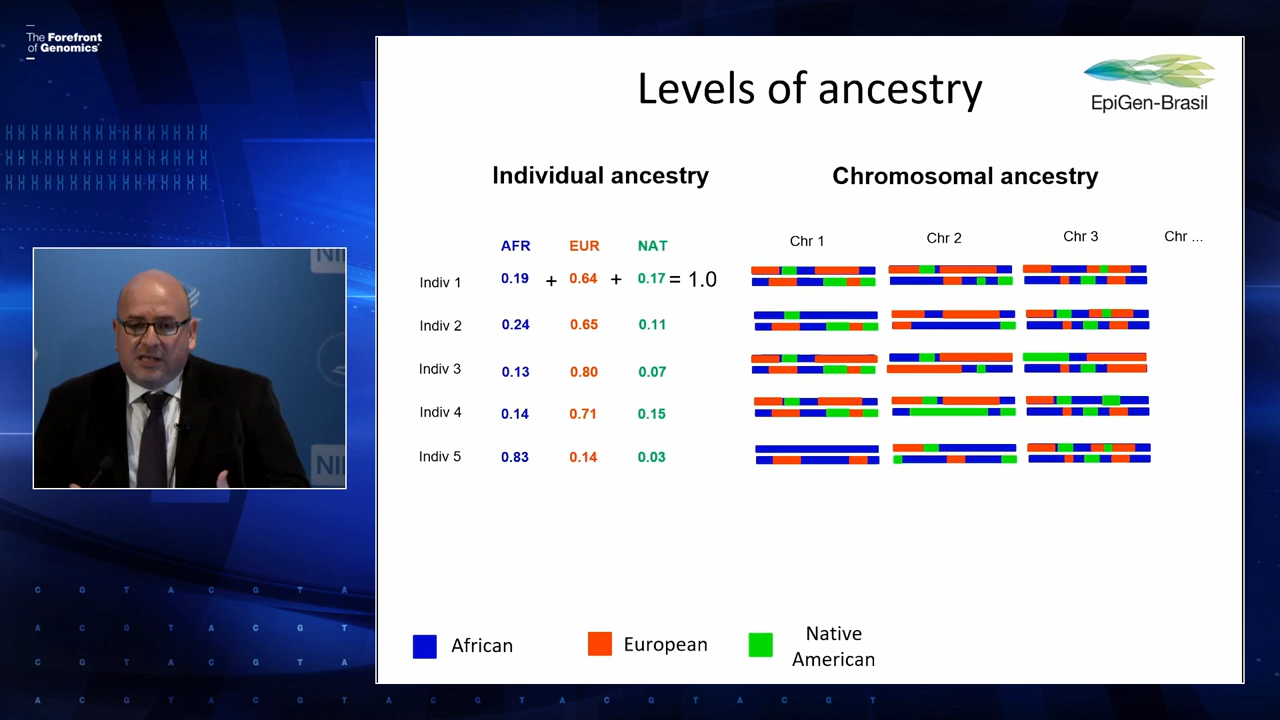 The Forefront
of Genomics®
Levels of ancestry
EpiGen-Brasil
Individual ancestry
Chromosomal ancestry
AFR EUR NAT
Chr 1 Chr 2 Chr 3 Chr ...
Indiv 1 0.19 + 0.64 + 0.17 = 1.0
Indiv 2 0.24 0.65 0.11
Indiv 3 0.13 0.80 0.07
Indiv 4 0.14 0.71 0.15
Indiv 5 0.83 0.14 0.03
African
European
Native
American
C G T A C G T A
A C G T A C G T
C C G T A C G T A
A C G T A C G T A C G T A C G T A C G T